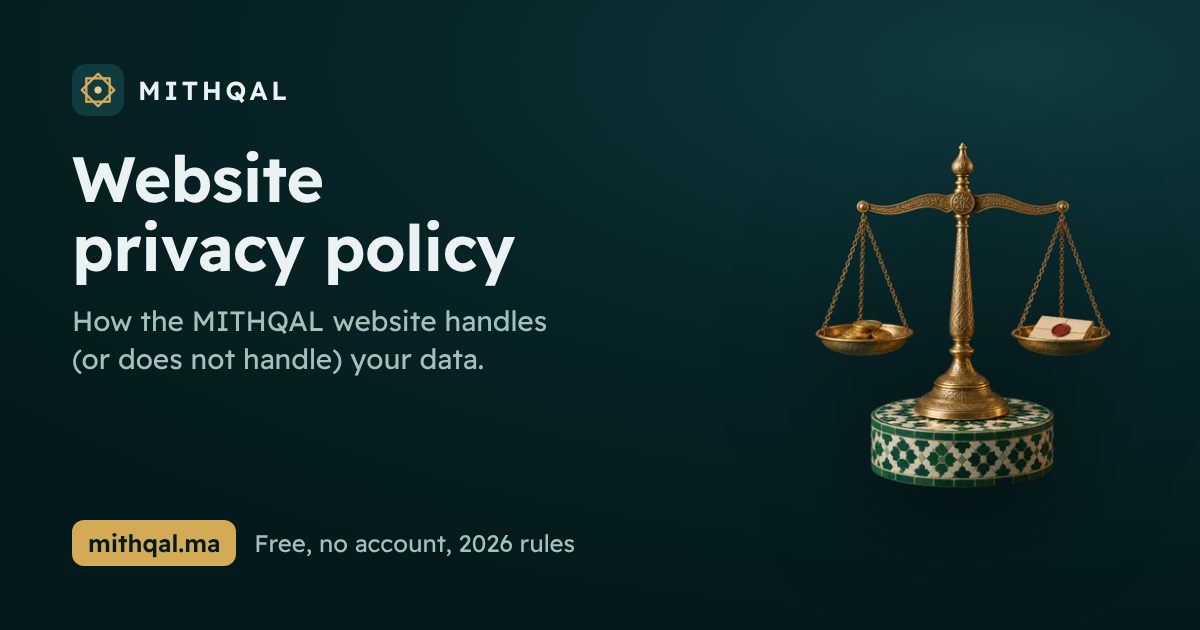 MITHQAL
Website
privacy policy
How the MITHQAL website handles
(or does not handle) your data.
mithqal.ma
Free, no account, 2026 rules